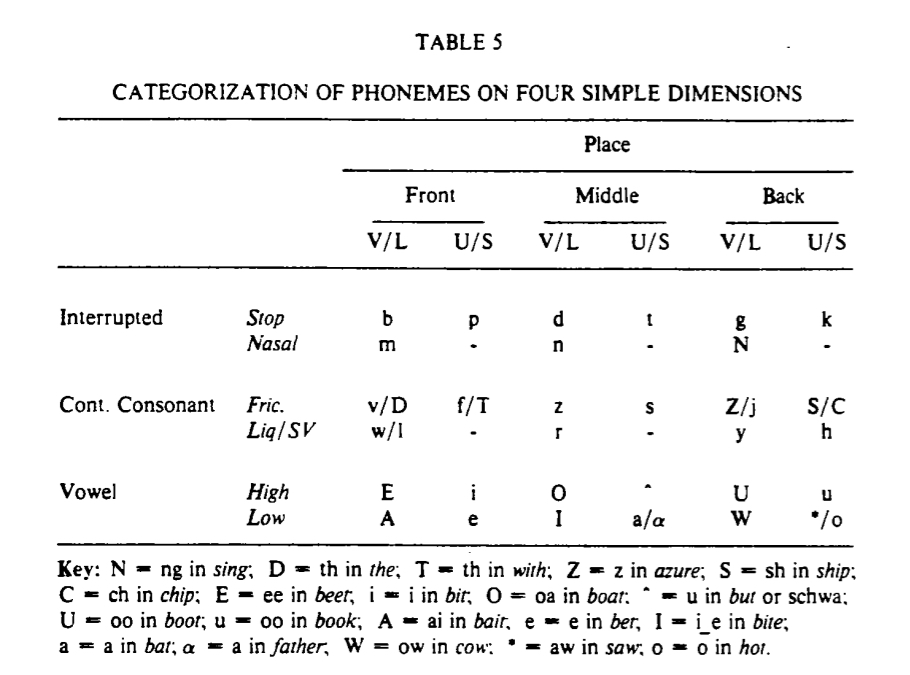 TABLE 5
CATEGORIZATION OF PHONEMES ON FOUR SIMPLE DIMENSIONS
Place
Front Middle Back
V/L U/S V/L U/S V/L U/S
Interrupted Stop b p d t g k
Nasal m - n - N -
Cont. Consonant Fric. v/D f/T z s Z/j S/C
Liq/SV w/l - r - y h
Vowel High E i O ^ U u
Low A e I a/α W */o
Key: N = ng in sing; D = th in the; T = th in with; Z = z in azure; S = sh in ship;
C = ch in chip; E = ee in beet; i = i in bit; O = oa in boat; ^ = u in but or schwa;
U = oo in boot; u = oo in book; A = ai in bait, e = e in bet, I = i_e in bite;
a = a in bat; α = a in father, W = ow in cow; * = aw in saw; o = o in hot.